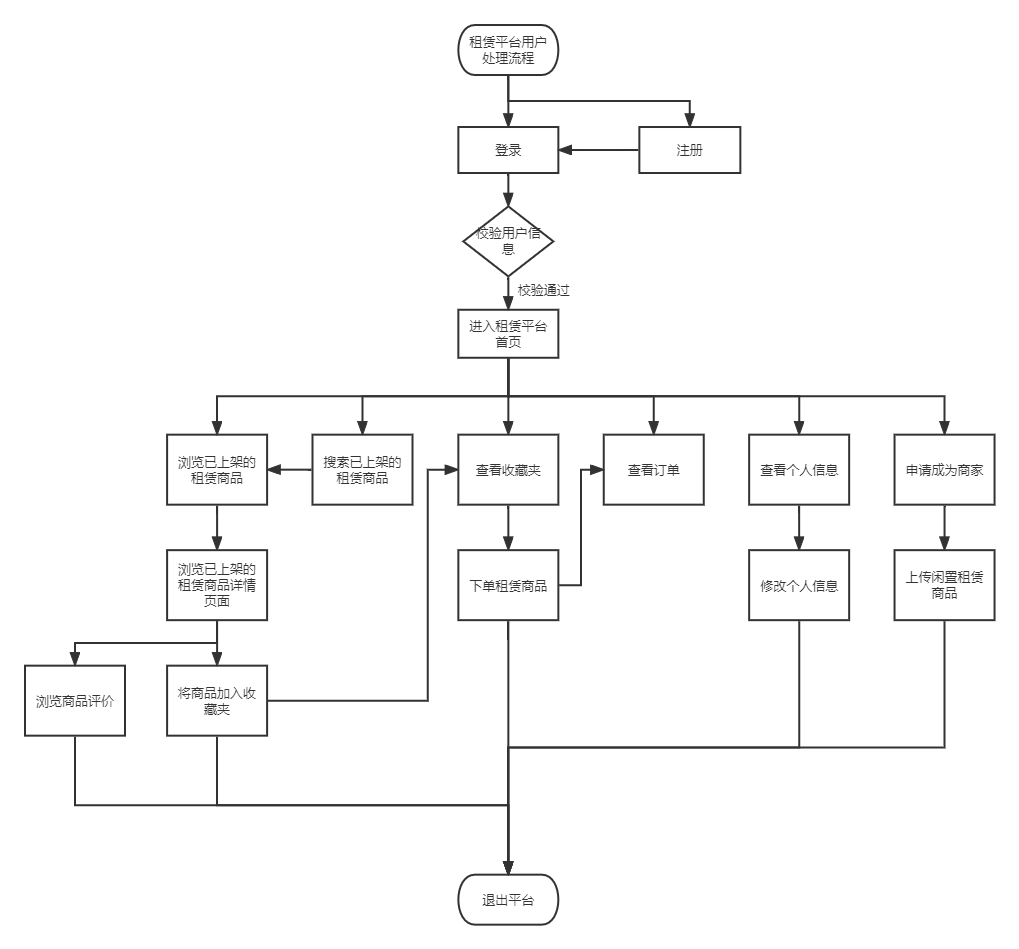 租赁平台用户
处理流程
登录
注册
校验用户信
息
校验通过
进入租赁平台
首页
浏览已上架的
租赁商品
搜索已上架的
租赁商品
查看收藏夹
查看订单
查看个人信息
申请成为商家
浏览已上架的
租赁商品详情
页面
下单租赁商品
修改个人信息
上传闲置租赁
商品
浏览商品评价
将商品加入收
藏夹
退出平台